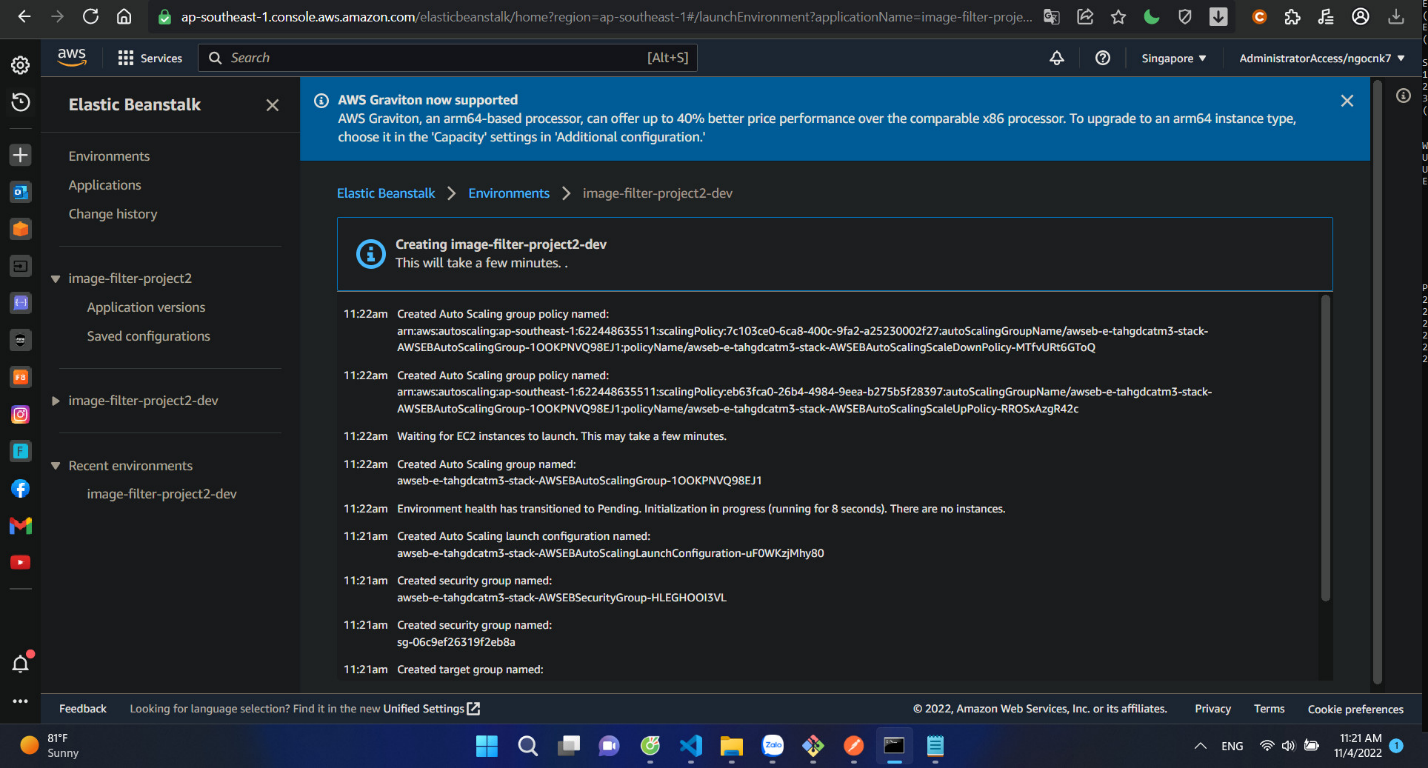 ap-southeast-1.console.aws.amazon.com/elasticbeanstalk/home?region=ap-southeast-1#/launchEnvironment?applicationName=image-filter-proje...
aws
Services
Search
[Alt+S]
Singapore
AdministratorAccess/ngocnk7
Elastic Beanstalk
Environments
Applications
Change history
image-filter-project2
Application versions
Saved configurations
image-filter-project2-dev
Recent environments
image-filter-project2-dev
AWS Graviton now supported
AWS Graviton, an arm64-based processor, can offer up to 40% better price performance over the comparable x86 processor. To upgrade to an arm64 instance type,
choose it in the 'Capacity' settings in 'Additional configuration.'
Elastic Beanstalk > Environments > image-filter-project2-dev
Creating image-filter-project2-dev
This will take a few minutes. .
11:22am Created Auto Scaling group policy named:
arn:aws:autoscaling:ap-southeast-1:622448635511:scalingPolicy:7c103ce0-6ca8-400c-9fa2-a25230002f27:autoScalingGroupName/awseb-e-tahgdcatm3-stack-
AWSEBAutoScalingGroup-1OOKPNVQ98EJ1:policyName/awseb-e-tahgdcatm3-stack-AWSEBAutoScalingScaleDownPolicy-MTfvURt6GToQ
11:22am Created Auto Scaling group policy named:
arn:aws:autoscaling:ap-southeast-1:622448635511:scalingPolicy:eb63fca0-26b4-4984-9eea-b275b5f28397:autoScalingGroupName/awseb-e-tahgdcatm3-stack-
AWSEBAutoScalingGroup-1OOKPNVQ98EJ1:policyName/awseb-e-tahgdcatm3-stack-AWSEBAutoScalingScaleUpPolicy-RROSxAzgR42c
11:22am Waiting for EC2 instances to launch. This may take a few minutes.
11:22am Created Auto Scaling group named:
awseb-e-tahgdcatm3-stack-AWSEBAutoScalingGroup-1OOKPNVQ98EJ1
11:22am Environment health has transitioned to Pending. Initialization in progress (running for 8 seconds). There are no instances.
11:21am Created Auto Scaling launch configuration named:
awseb-e-tahgdcatm3-stack-AWSEBAutoScalingLaunchConfiguration-uF0WKzjMhy80
11:21am Created security group named:
awseb-e-tahgdcatm3-stack-AWSEBSecurityGroup-HLEGHOOI3VL
11:21am Created security group named:
sg-06c9ef26319f2eb8a
11:21am Created target group named:
Feedback
Looking for language selection? Find it in the new Unified Settings
© 2022, Amazon Web Services, Inc. or its affiliates.
Privacy
Terms
Cookie preferences
81°F
Sunny
Zalo
ENG
11:21 AM
11/4/2022
1